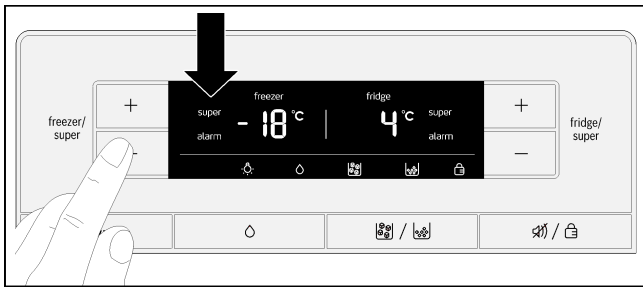 freezer/
super
+
freezer
super
alarm
- 18 °C
fridge
4 °C
super
alarm
+
−
fridge/
super
/
/